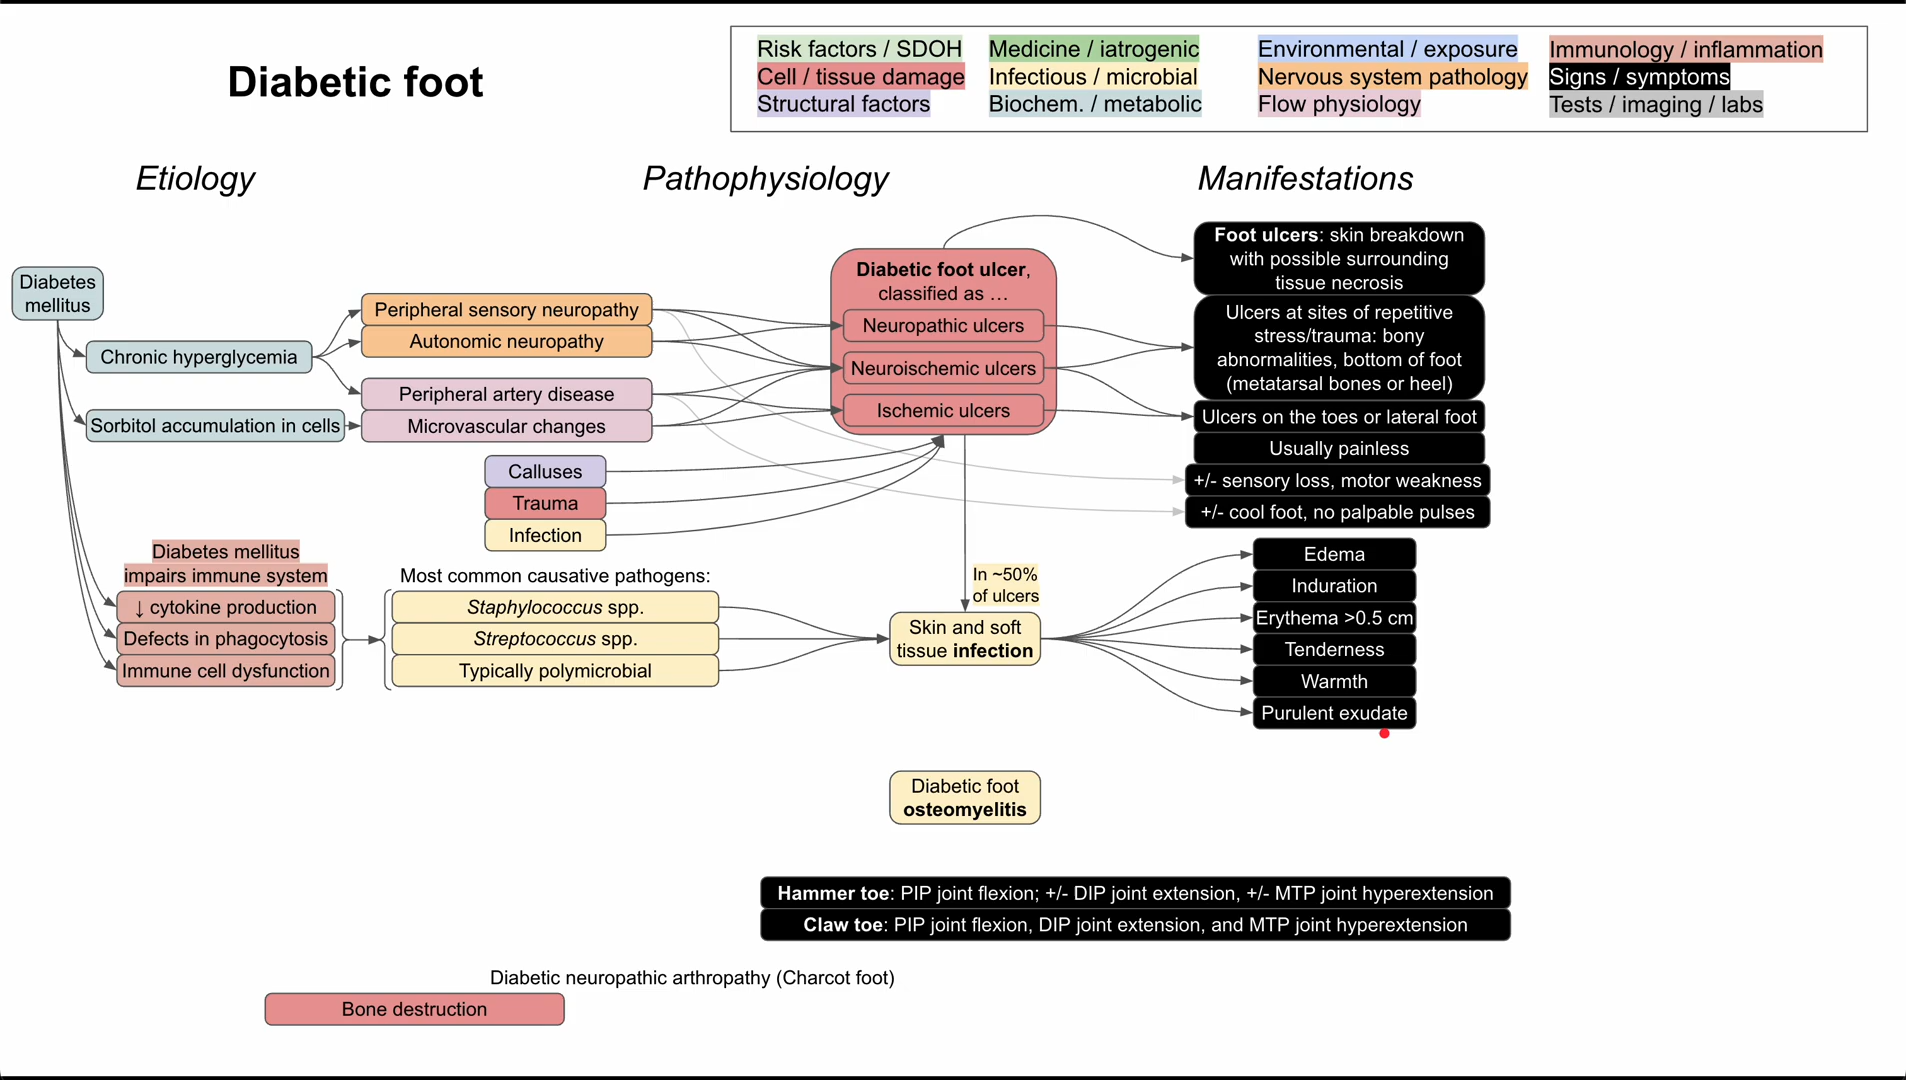 Diabetic foot
Risk factors / SDOH
Cell / tissue damage
Structural factors
Medicine / iatrogenic
Infectious / microbial
Biochem. / metabolic
Environmental / exposure
Nervous system pathology
Flow physiology
Immunology / inflammation
Signs / symptoms
Tests / imaging / labs
Etiology
Pathophysiology
Manifestations
Diabetes
mellitus
Chronic hyperglycemia
Sorbitol accumulation in cells
Peripheral sensory neuropathy
Autonomic neuropathy
Peripheral artery disease
Microvascular changes
Calluses
Trauma
Infection
Diabetic foot ulcer,
classified as …
Neuropathic ulcers
Neuroischemic ulcers
Ischemic ulcers
Foot ulcers: skin breakdown
with possible surrounding
tissue necrosis
Ulcers at sites of repetitive
stress/trauma: bony
abnormalities, bottom of foot
(metatarsal bones or heel)
Ulcers on the toes or lateral foot
Usually painless
+/- sensory loss, motor weakness
+/- cool foot, no palpable pulses
Diabetes mellitus
impairs immune system
↓ cytokine production
Defects in phagocytosis
Immune cell dysfunction
Most common causative pathogens:
Staphylococcus spp.
Streptococcus spp.
Typically polymicrobial
In ~50%
of ulcers
Skin and soft
tissue infection
Edema
Induration
Erythema >0.5 cm
Tenderness
Warmth
Purulent exudate
Diabetic foot
osteomyelitis
Hammer toe: PIP joint flexion; +/- DIP joint extension, +/- MTP joint hyperextension
Claw toe: PIP joint flexion, DIP joint extension, and MTP joint hyperextension
Diabetic neuropathic arthropathy (Charcot foot)
Bone destruction